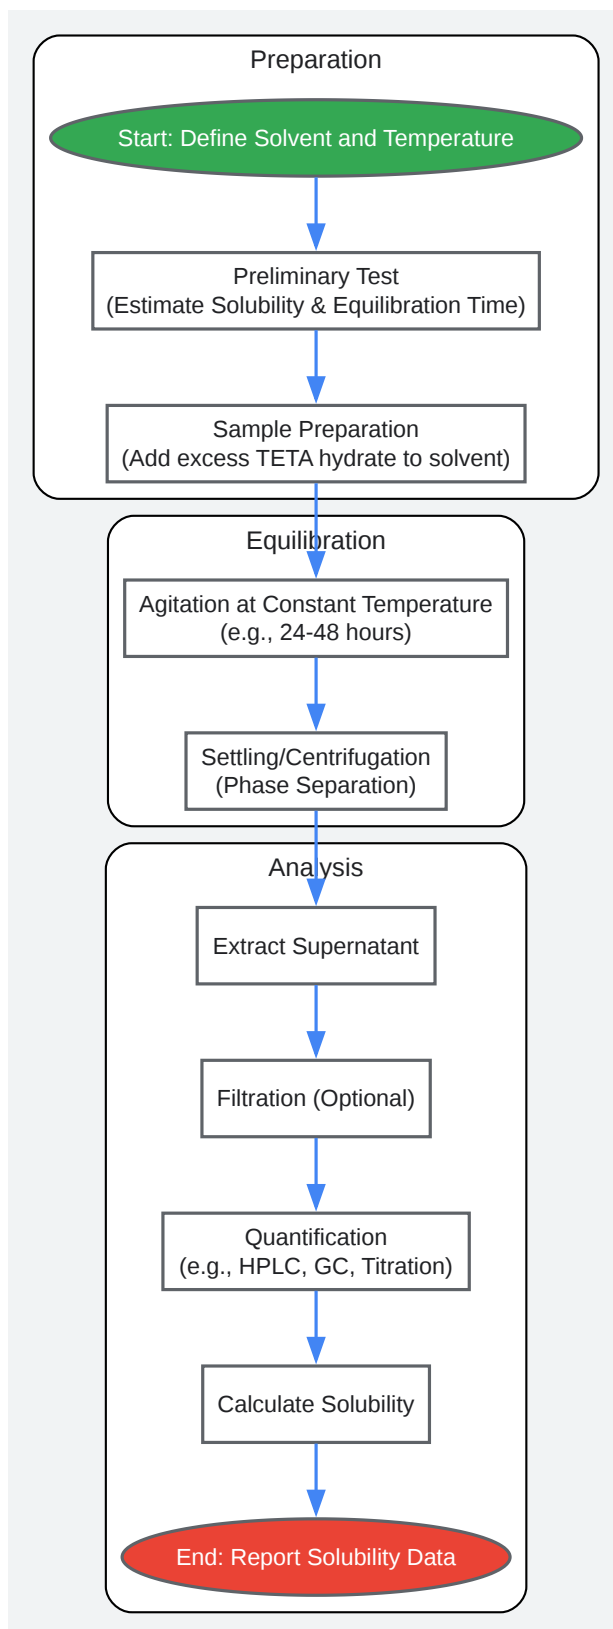 Preparation
Start: Define Solvent and Temperature
Preliminary Test
(Estimate Solubility & Equilibration Time)
Sample Preparation
(Add excess TETA hydrate to solvent)
Equilibration
Agitation at Constant Temperature
(e.g., 24-48 hours)
Settling/Centrifugation
(Phase Separation)
Analysis
Extract Supernatant
Filtration (Optional)
Quantification
(e.g., HPLC, GC, Titration)
Calculate Solubility
End: Report Solubility Data